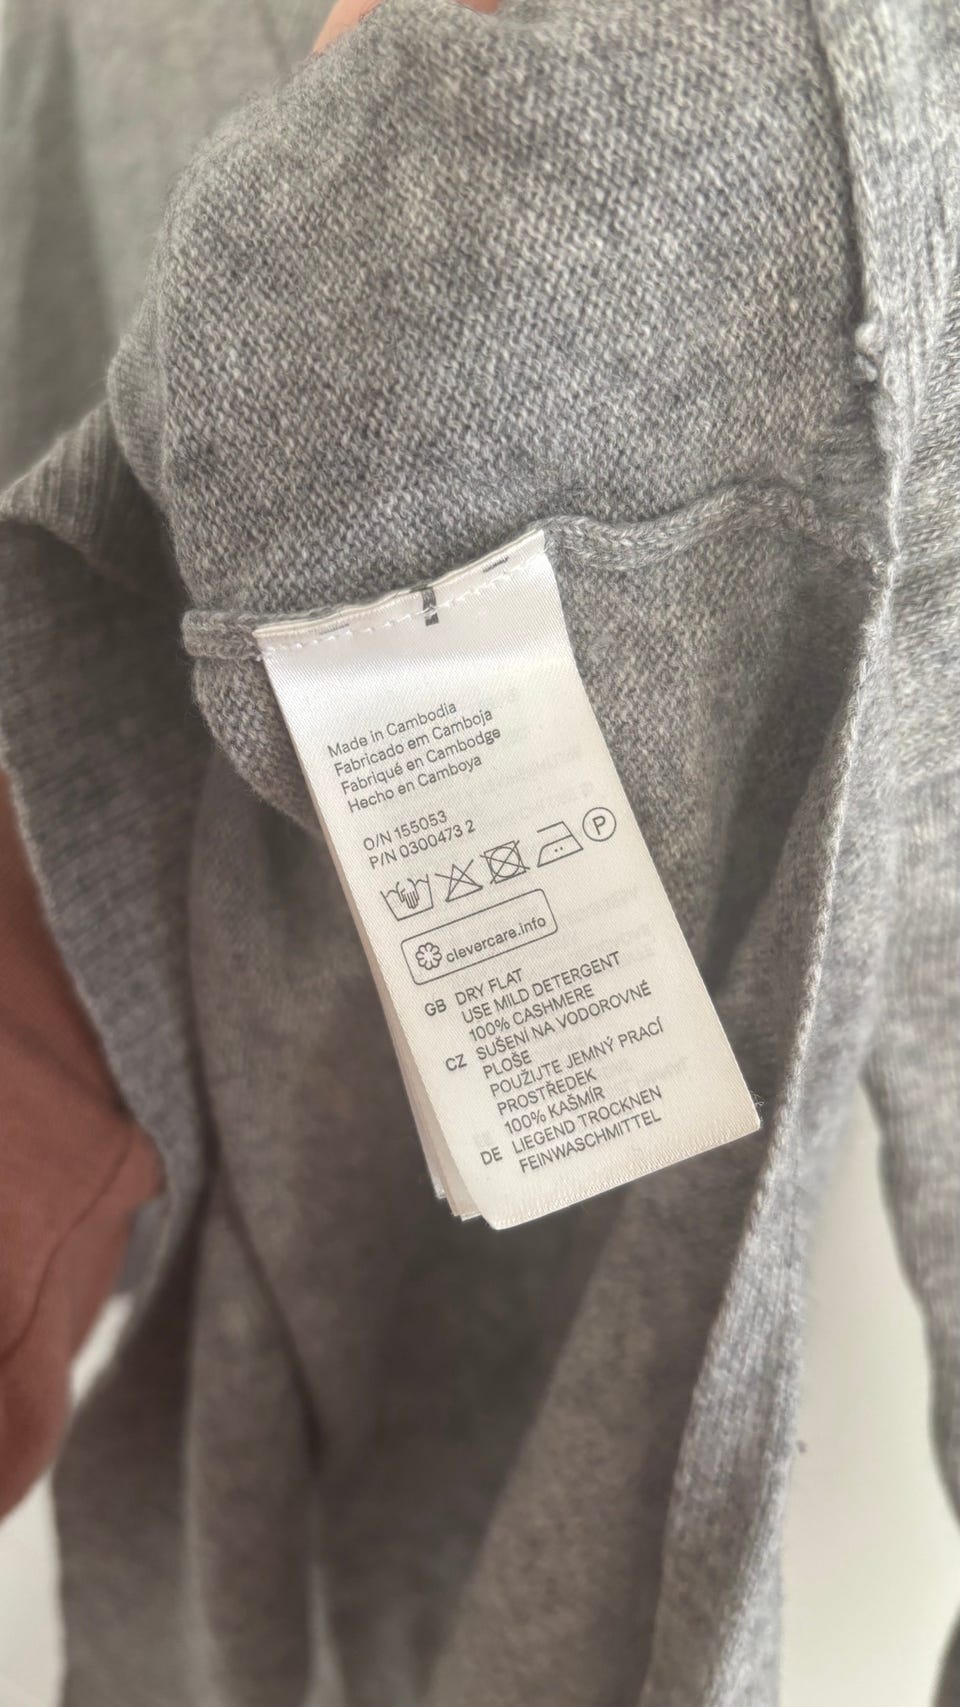 Made in Cambodia
Fabricado em Camboja
Fabriqué en Cambodge
Hecho en Camboya
O/N 155053
P/N 0300473 2
P
clevercare.info
GB DRY FLAT
USE MILD DETERGENT
100% CASHMERE
CZ SUŠENÍ NA VODOROVNÉ
PLOŠE
POUŽIJTE JEMNÝ PRACÍ
PROSTŘEDEK
100% KAŠMÍR
DE LIEGEND TROCKNEN
FEINWASCHMITTEL